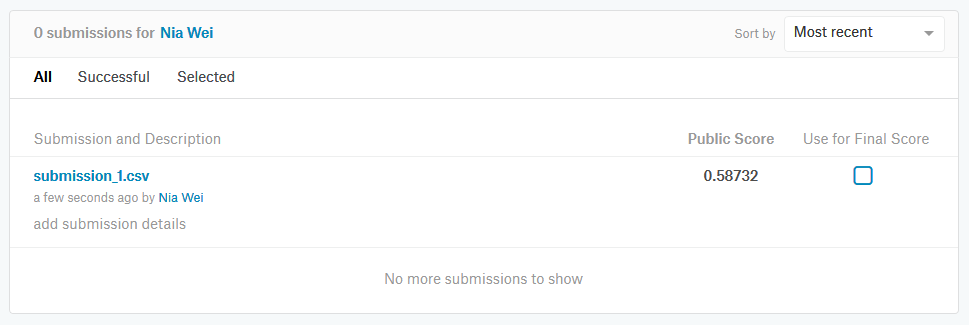 0 submissions for Nia Wei
Sort by Most recent
All Successful Selected
Submission and Description Public Score Use for Final Score
submission_1.csv 0.58732
a few seconds ago by Nia Wei
add submission details
No more submissions to show